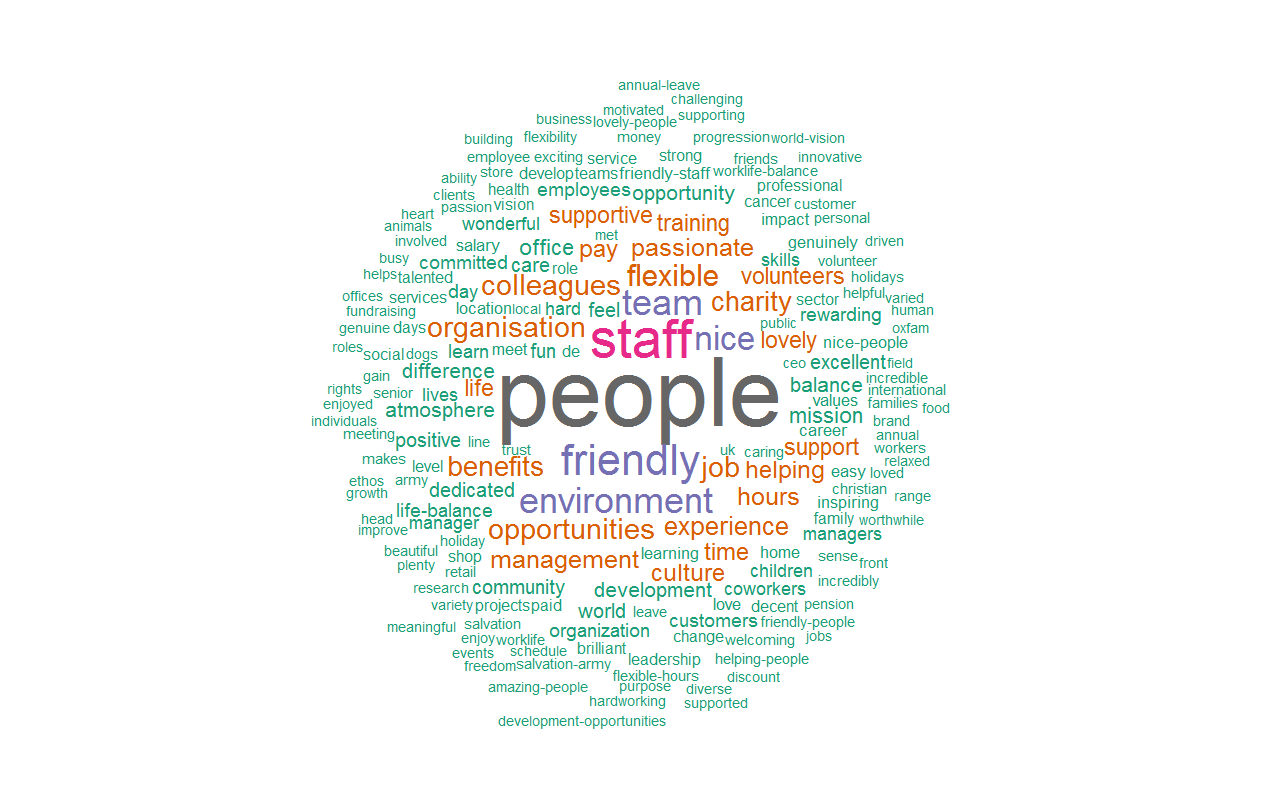 annual-leave
challenging
motivated
business lovely-people supporting
building flexibility money progression world-vision
employee exciting service strong friends innovative
ability store develop teams friendly-staff worklife-balance
clients health employees opportunity professional
heart passion vision cancer customer
animals wonderful supportive training impact personal
involved salary office pay met passionate genuinely driven
busy committed care role skills volunteer
helps talented colleagues flexible volunteers holidays
offices services day team charity sector helpful varied
fundraising location local hard feel rewarding human
genuine days organisation staff nice public oxfam
roles social dogs learn meet fun de lovely nice-people
gain difference ceo excellent field
rights senior lives life people balance incredible international
enjoyed atmosphere values families food
individuals mission brand
meeting positive line career annual
makes level trust friendly uk caring support workers
ethos army benefits job helping easy loved relaxed
growth dedicated environment hours christian range
life-balance inspiring
head manager opportunities experience family worthwhile
improve holiday managers
beautiful shop management learning time home sense front
plenty retail culture children incredibly
research community development coworkers
variety projects paid world leave love decent pension
meaningful salvation organization customers friendly-people
enjoy worklife change welcoming jobs
events schedule brilliant leadership helping-people
freedom salvation-army flexible-hours discount
amazing-people purpose diverse
hardworking supported
development-opportunities